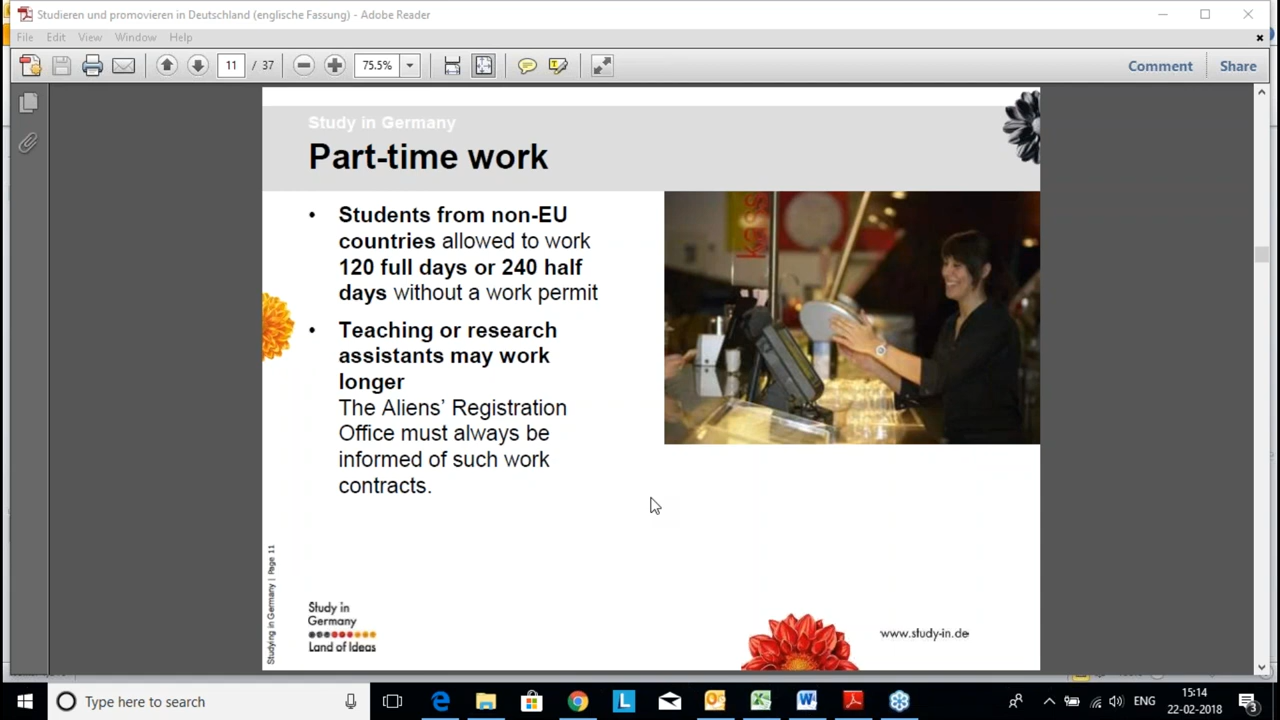 Studieren und promovieren in Deutschland (englische Fassung) - Adobe Reader
File Edit View Window Help
11 / 37 75.5% Comment Share
Study in Germany
Part-time work
• Students from non-EU
countries allowed to work
120 full days or 240 half
days without a work permit
• Teaching or research
assistants may work
longer
The Aliens’ Registration
Office must always be
informed of such work
contracts.
Studying in Germany | Page 11
Study in
Germany
Land of Ideas
www.study-in.de
Type here to search
ENG
15:14
22-02-2018
3